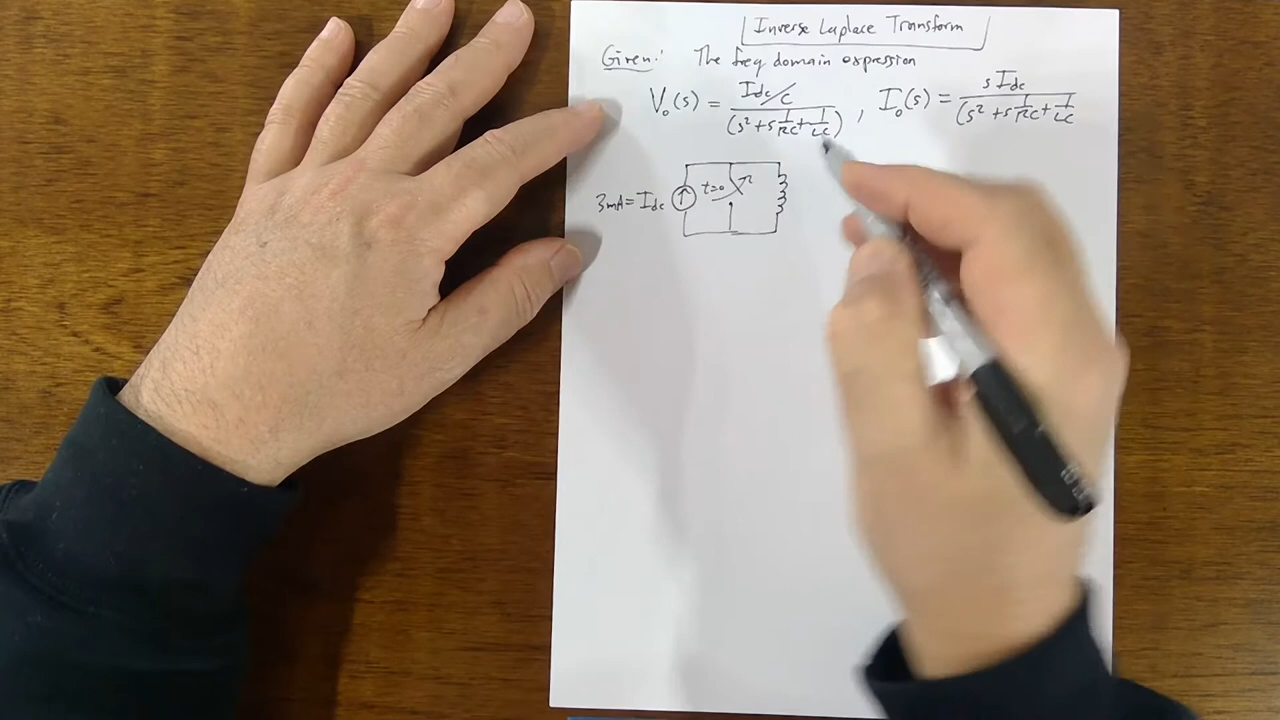 Inverse Laplace Transform
Given: The freq domain expression
V₀(s) = (Idc/C) / (s² + s 1/RC + 1/LC) , I₀(s) = s Idc / (s² + s 1/RC + 1/LC
3mA = Idc t=0